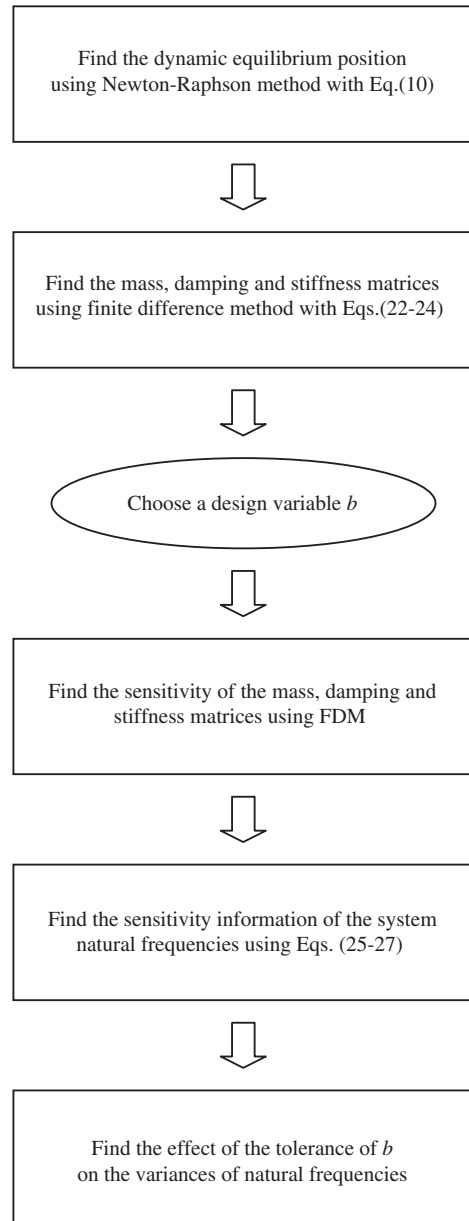 Find the dynamic equilibrium position
using Newton-Raphson method with Eq.(10)
Find the mass, damping and stiffness matrices
using finite difference method with Eqs.(22-24)
Choose a design variable b
Find the sensitivity of the mass, damping and
stiffness matrices using FDM
Find the sensitivity information of the system
natural frequencies using Eqs. (25-27)
Find the effect of the tolerance of b
on the variances of natural frequencies